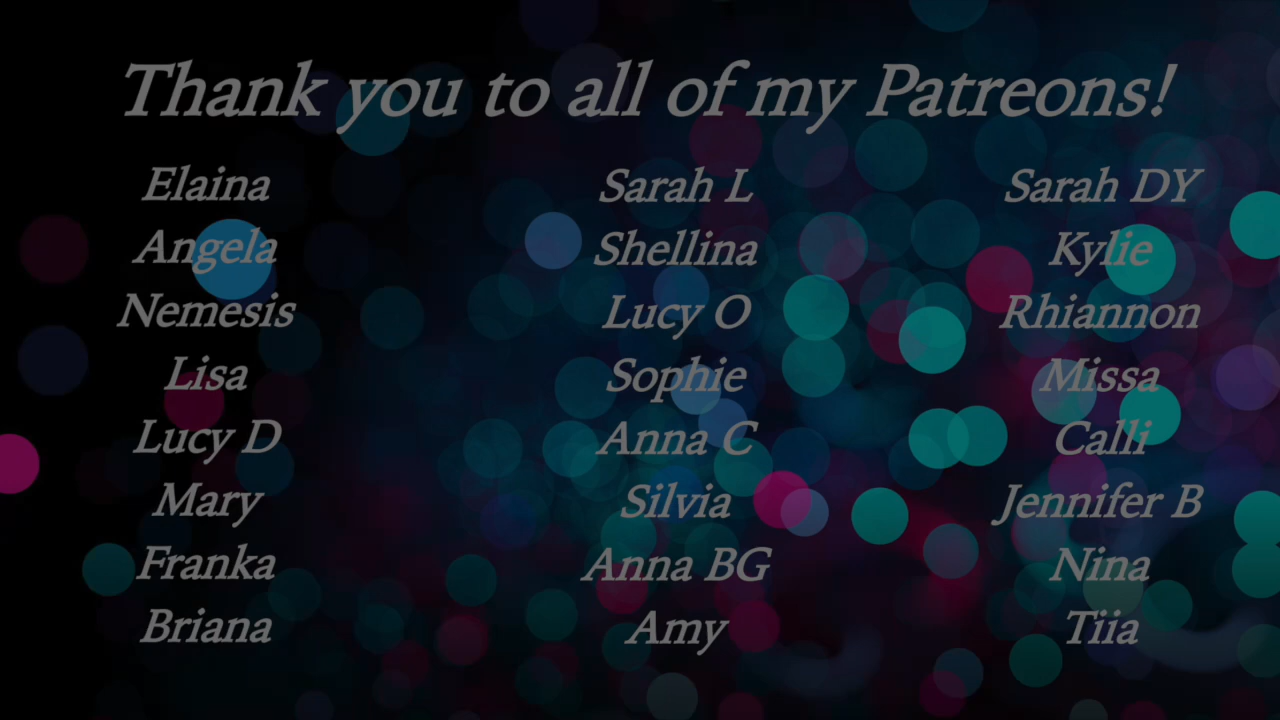 Thank you to all of my Patreons!
Elaina Sarah L Sarah DY
Angela Shellina Kylie
Nemesis Lucy O Rhiannon
Lisa Sophie Missa
Lucy D Anna C Calli
Mary Silvia Jennifer B
Franka Anna BG Nina
Briana Amy Tiia